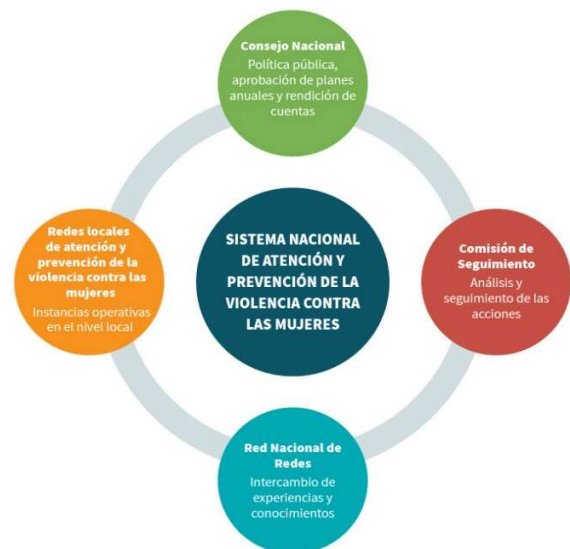 Consejo Nacional
Política pública,
aprobación de planes
anuales y rendición de
cuentas
Redes locales
de atención y
prevención de la
violencia contra las
mujeres
Instancias operativas
en el nivel local
SISTEMA NACIONAL
DE ATENCIÓN Y
PREVENCIÓN DE LA
VIOLENCIA CONTRA
LAS MUJERES
Comisión de
Seguimiento
Análisis y
seguimiento de las
acciones
Red Nacional de
Redes
Intercambio de
experiencias y
conocimientos